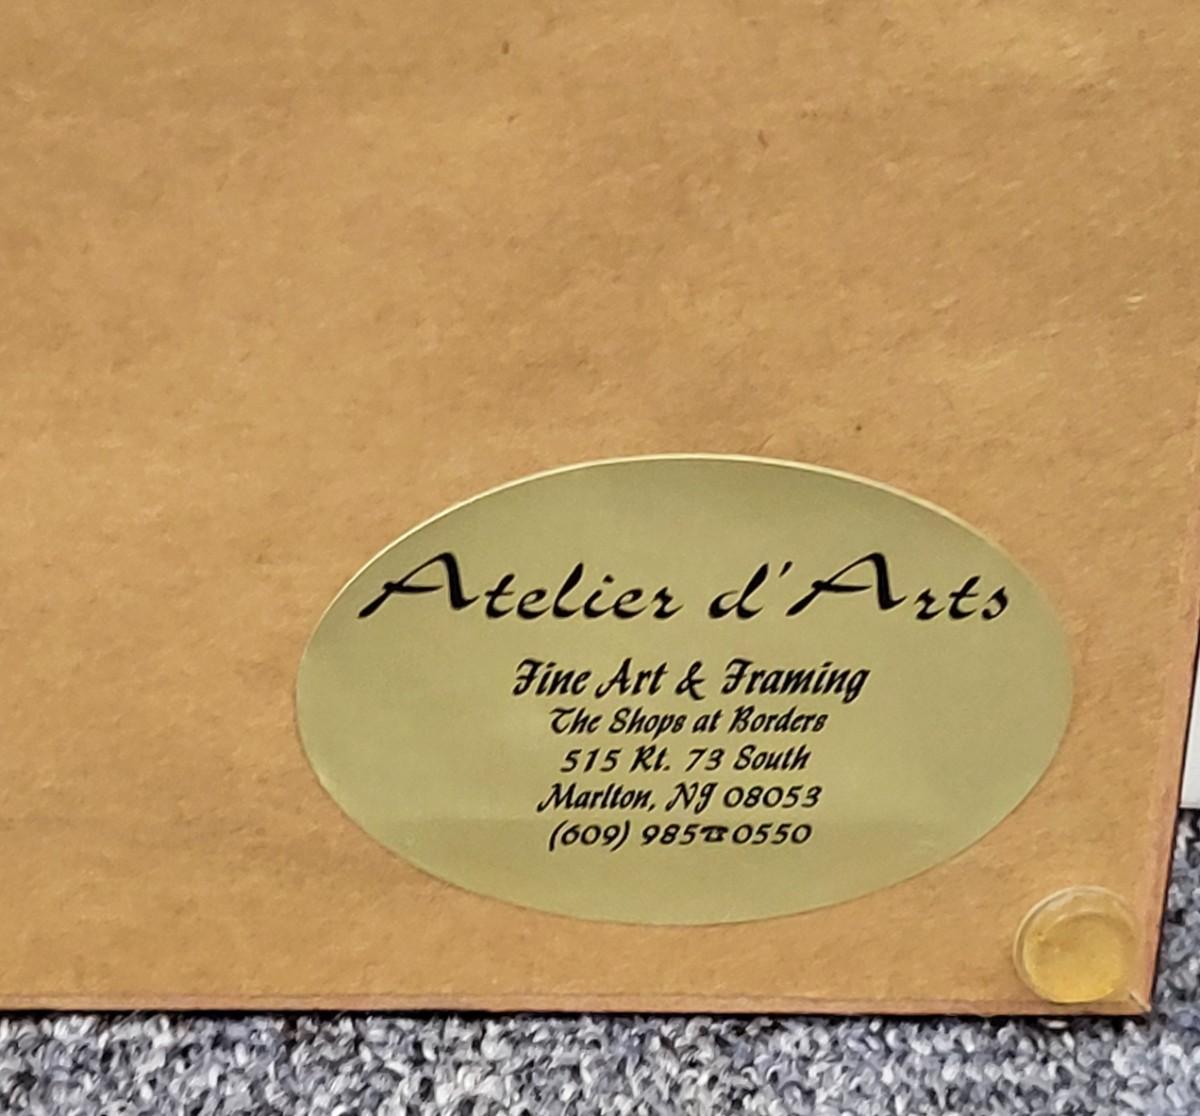 Atelier d'Arts
Fine Art & Framing
The Shops at Borders
515 Rt. 73 South
Marlton, NJ 08053
(609) 985☎0550